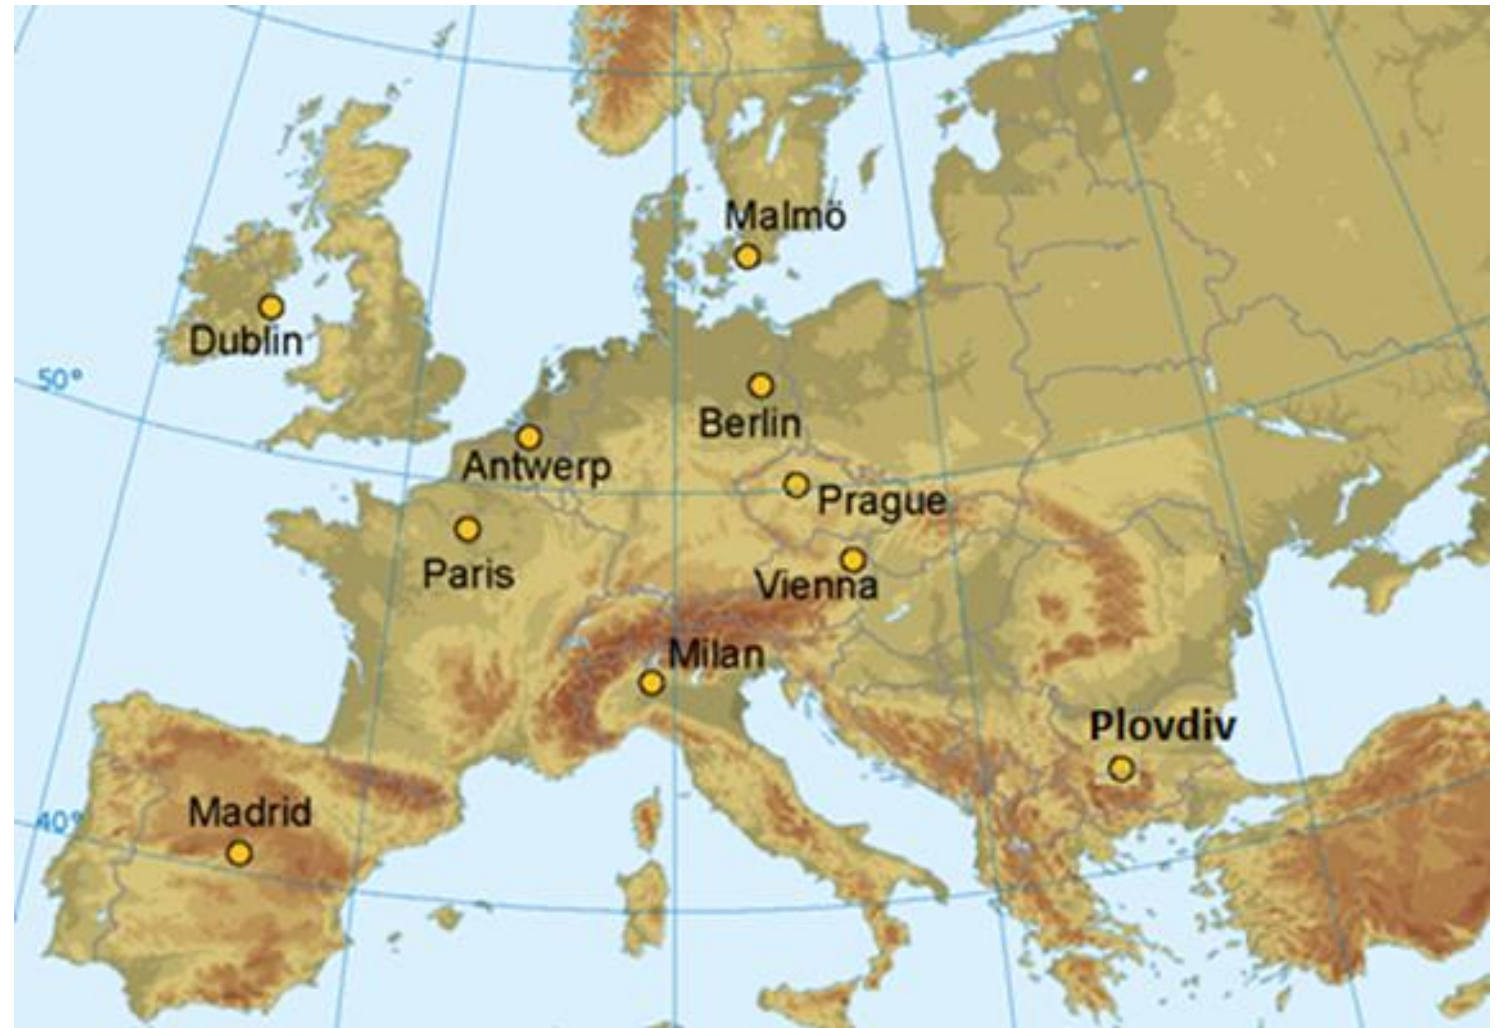 Malmö
Dublin
50°
Berlin
Antwerp
Prague
Paris
Vienna
Milan
Plovdiv
Madrid
40°